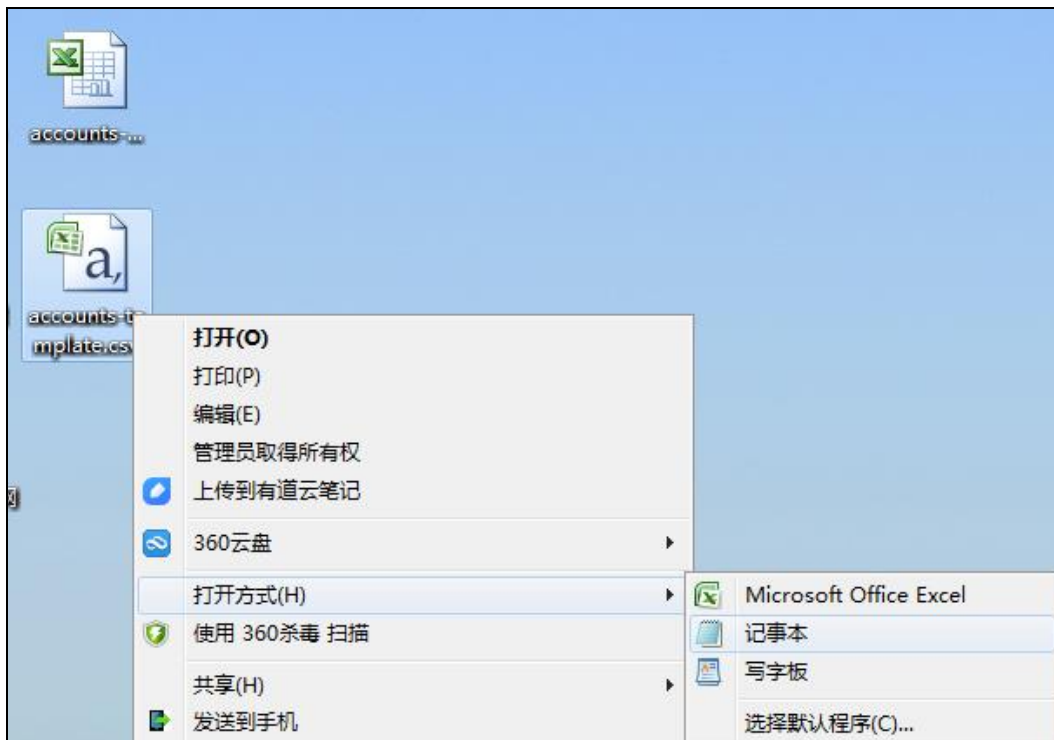 accounts-...
accounts-te
mplate.csv
打开(O)
打印(P)
编辑(E)
管理员取得所有权
上传到有道云笔记
360云盘
打开方式(H)
使用 360杀毒 扫描
共享(H)
发送到手机
Microsoft Office Excel
记事本
写字板
选择默认程序(C)...